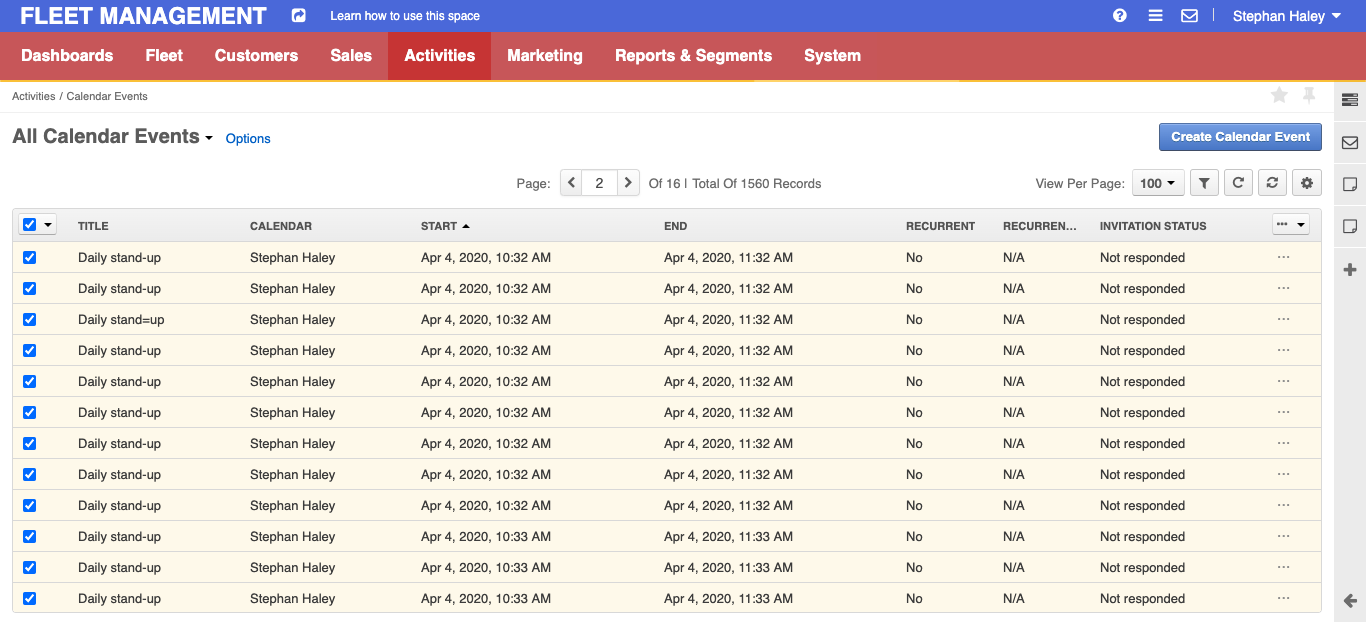 FLEET MANAGEMENT Learn how to use this space Stephan Haley
Dashboards Fleet Customers Sales Activities Marketing Reports & Segments System
Activities / Calendar Events
All Calendar Events Options Create Calendar Event
Page: 2 Of 16 | Total Of 1560 Records View Per Page: 100
TITLE CALENDAR START END RECURRENT RECURREN... INVITATION STATUS
Daily stand-up Stephan Haley Apr 4, 2020, 10:32 AM Apr 4, 2020, 11:32 AM No N/A Not responded
Daily stand-up Stephan Haley Apr 4, 2020, 10:32 AM Apr 4, 2020, 11:32 AM No N/A Not responded
Daily stand=up Stephan Haley Apr 4, 2020, 10:32 AM Apr 4, 2020, 11:32 AM No N/A Not responded
Daily stand-up Stephan Haley Apr 4, 2020, 10:32 AM Apr 4, 2020, 11:32 AM No N/A Not responded
Daily stand-up Stephan Haley Apr 4, 2020, 10:32 AM Apr 4, 2020, 11:32 AM No N/A Not responded
Daily stand-up Stephan Haley Apr 4, 2020, 10:32 AM Apr 4, 2020, 11:32 AM No N/A Not responded
Daily stand-up Stephan Haley Apr 4, 2020, 10:32 AM Apr 4, 2020, 11:32 AM No N/A Not responded
Daily stand-up Stephan Haley Apr 4, 2020, 10:32 AM Apr 4, 2020, 11:32 AM No N/A Not responded
Daily stand-up Stephan Haley Apr 4, 2020, 10:32 AM Apr 4, 2020, 11:32 AM No N/A Not responded
Daily stand-up Stephan Haley Apr 4, 2020, 10:33 AM Apr 4, 2020, 11:33 AM No N/A Not responded
Daily stand-up Stephan Haley Apr 4, 2020, 10:33 AM Apr 4, 2020, 11:33 AM No N/A Not responded
Daily stand-up Stephan Haley Apr 4, 2020, 10:33 AM Apr 4, 2020, 11:33 AM No N/A Not responded